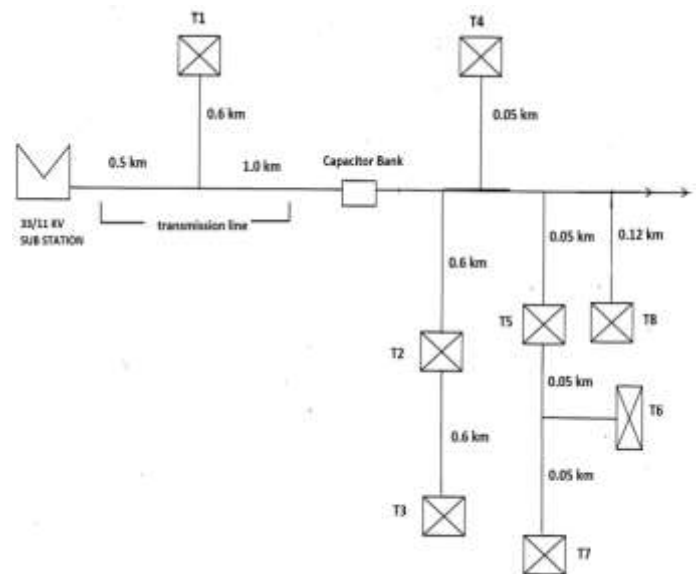 T1
T4
0.6 km
0.05 km
0.5 km
1.0 km
Capacitor Bank
33/11 KV
SUB STATION
transmission line
0.6 km
0.05 km
0.12 km
T2
T5
T8
0.05 km
T6
0.6 km
0.05 km
T3
T7